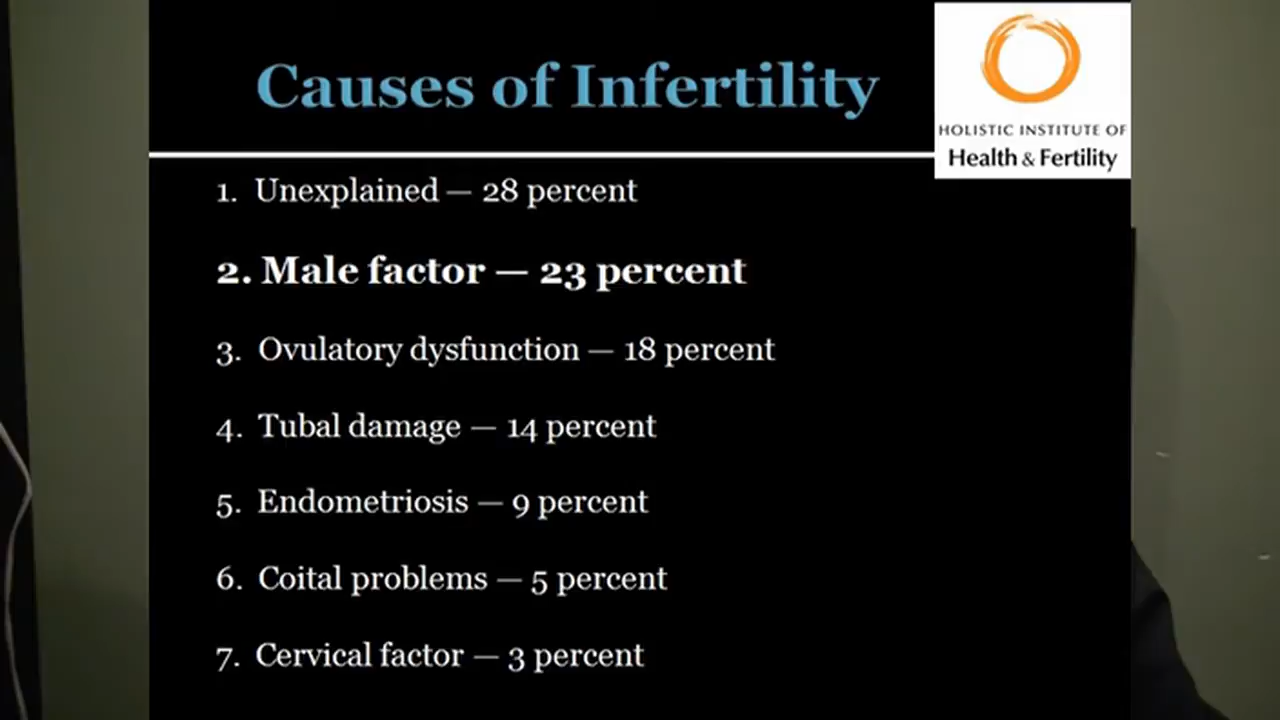 Causes of Infertility
HOLISTIC INSTITUTE OF
Health & Fertility
1. Unexplained — 28 percent
2. Male factor — 23 percent
3. Ovulatory dysfunction — 18 percent
4. Tubal damage — 14 percent
5. Endometriosis — 9 percent
6. Coital problems — 5 percent
7. Cervical factor — 3 percent